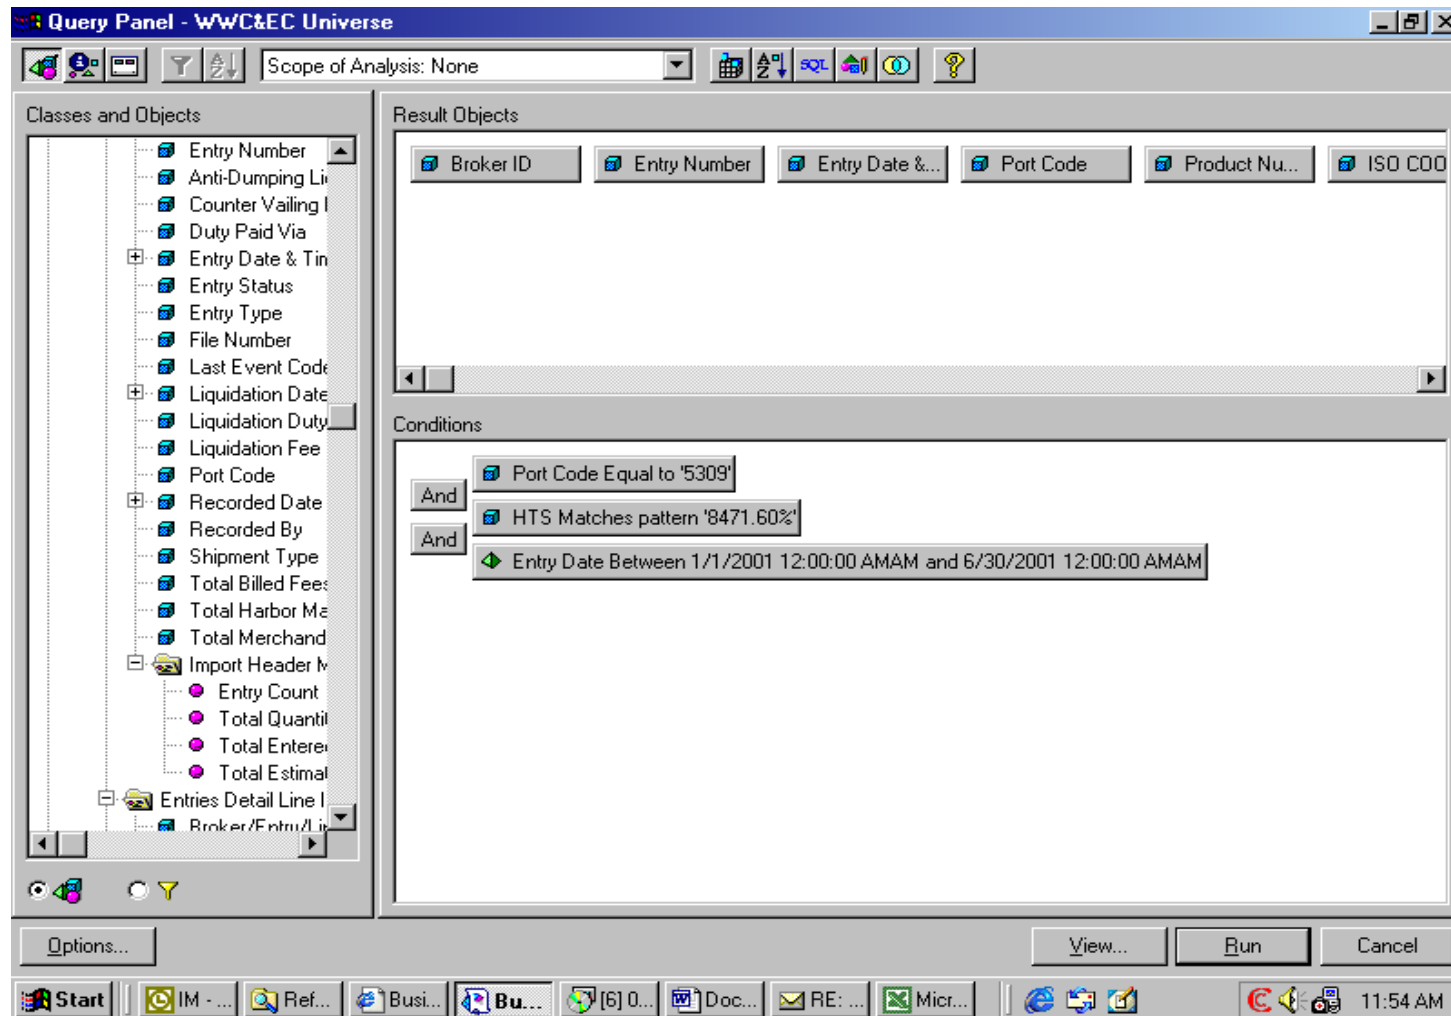 Query Panel - WWC&EC Universe
Scope of Analysis: None
SQL
Classes and Objects
Entry Number
Anti-Dumping Li
Counter Vailing
Duty Paid Via
Entry Date & Tin
Entry Status
Entry Type
File Number
Last Event Code
Liquidation Date
Liquidation Duty
Liquidation Fee
Port Code
Recorded Date
Recorded By
Shipment Type
Total Billed Fees
Total Harbor Ma
Total Merchand
Import Header M
Entry Count
Total Quanti
Total Entere
Total Estima
Entries Detail Line I
Broker/Entry/Li
Result Objects
Broker ID
Entry Number
Entry Date &...
Port Code
Product Nu...
ISO COO
Conditions
And
Port Code Equal to '5309'
And
HTS Matches pattern '8471.60%'
Entry Date Between 1/1/2001 12:00:00 AMAM and 6/30/2001 12:00:00 AMAM
Options...
View...
Run
Cancel
Start
IM - ...
Ref...
Busi...
Bu...
[6] 0...
Doc...
RE: ...
Micr...
11:54 AM